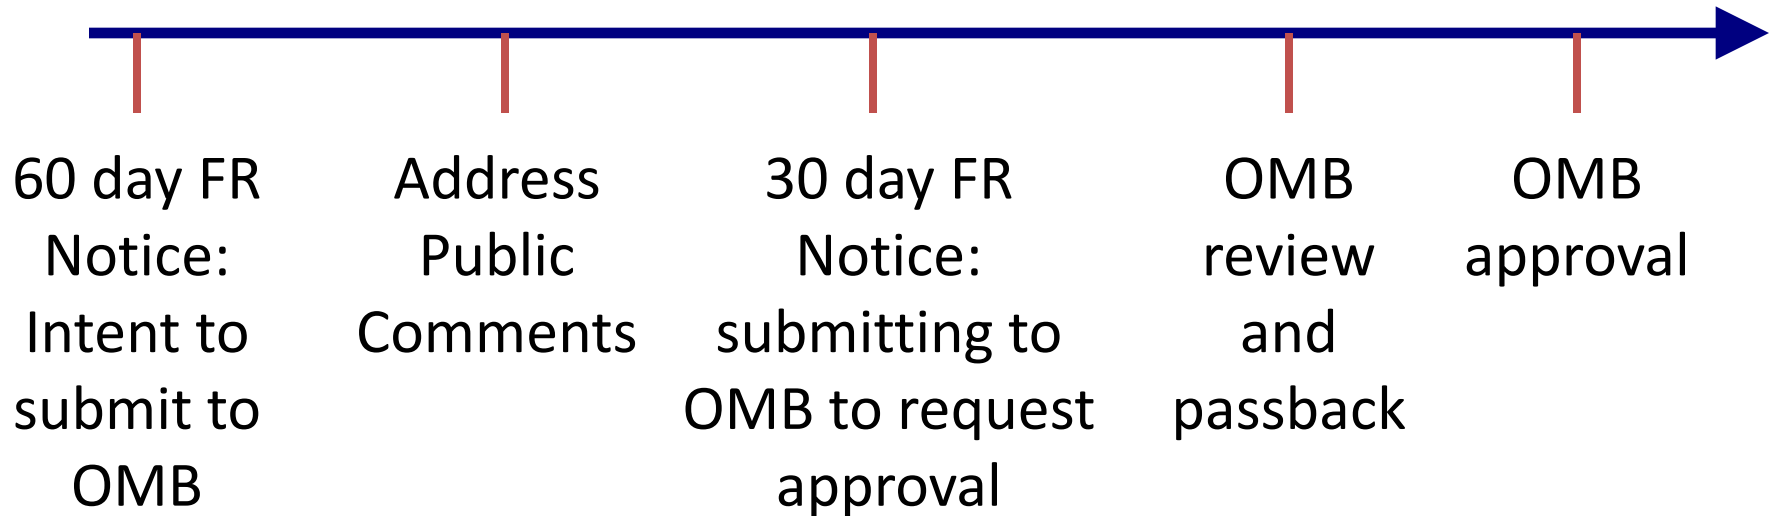 60 day FR
Notice:
Intent to
submit to
OMB
Address
Public
Comments
30 day FR
Notice:
submitting to
OMB to request
approval
OMB
review
and
passback
OMB
approval